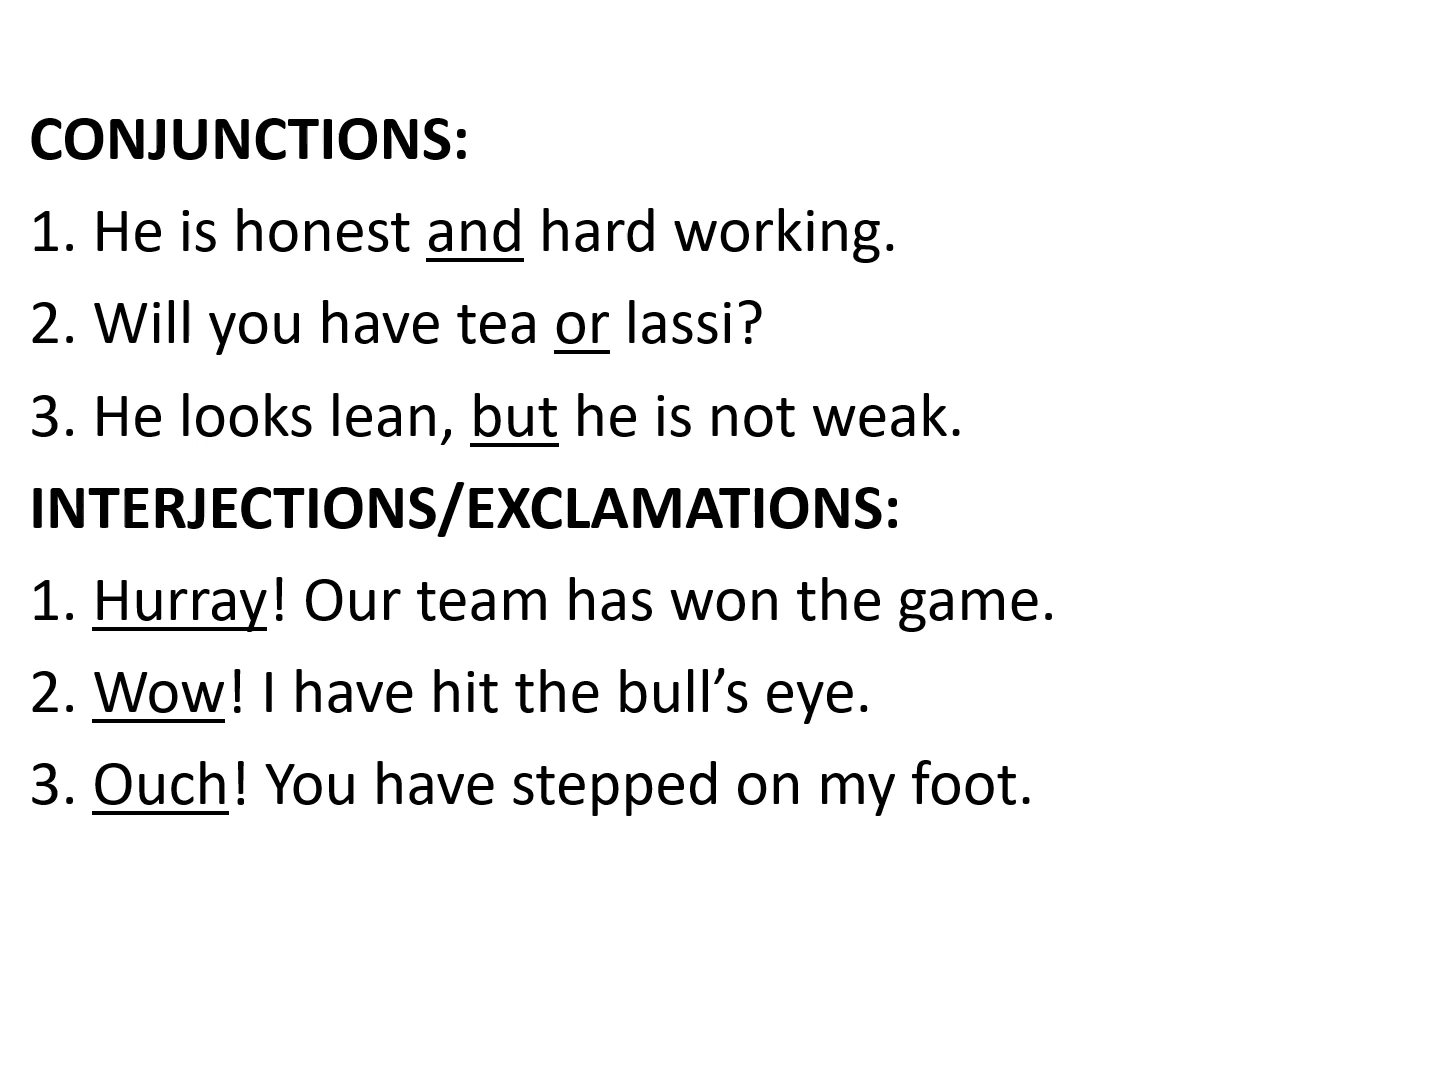 CONJUNCTIONS:
1. He is honest and hard working.
2. Will you have tea or lassi?
3. He looks lean, but he is not weak.
INTERJECTIONS/EXCLAMATIONS:
1. Hurray! Our team has won the game.
2. Wow! I have hit the bull’s eye.
3. Ouch! You have stepped on my foot.